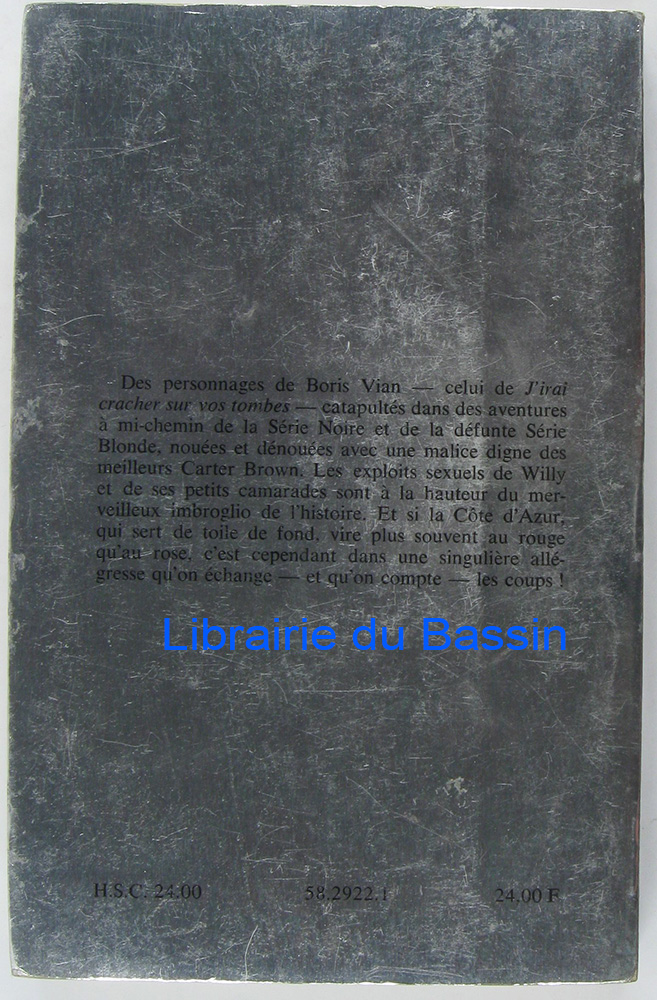 Des personnages de Boris Vian — celui de J'irai
cracher sur vos tombes — catapultés dans des aventures
à mi-chemin de la Série Noire et de la défunte Série
Blonde, nouées et dénouées avec une malice digne des
meilleurs Carter Brown. Les exploits sexuels de Willy
et de ses petits camarades sont à la hauteur du mer-
veilleux imbroglio de l'histoire. Et si la Côte d'Azur,
qui sert de toile de fond, vire plus souvent au rouge
qu'au rose, c'est cependant dans une singulière allé-
gresse qu'on échange — et qu'on compte — les coups !
Librairie du Bassin
H.S.C. 24.00 58.2922.1 24.00 F